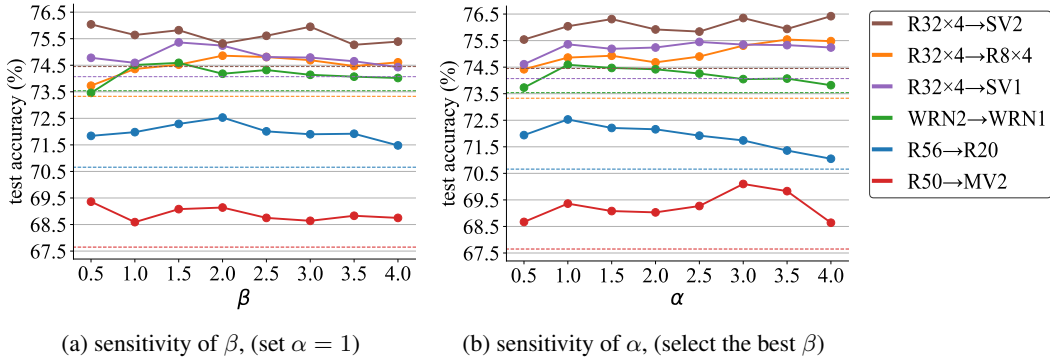 76.5
75.5
74.5
73.5
72.5
71.5
70.5
69.5
68.5
67.5
test accuracy (%)
0.5 1.0 1.5 2.0 2.5 3.0 3.5 4.0
β
(a) sensitivity of β, (set α = 1)
76.5
75.5
74.5
73.5
72.5
71.5
70.5
69.5
68.5
67.5
test accuracy (%)
0.5 1.0 1.5 2.0 2.5 3.0 3.5 4.0
α
(b) sensitivity of α, (select the best β)
R32×4→SV2
R32×4→R8×4
R32×4→SV1
WRN2→WRN1
R56→R20
R50→MV2